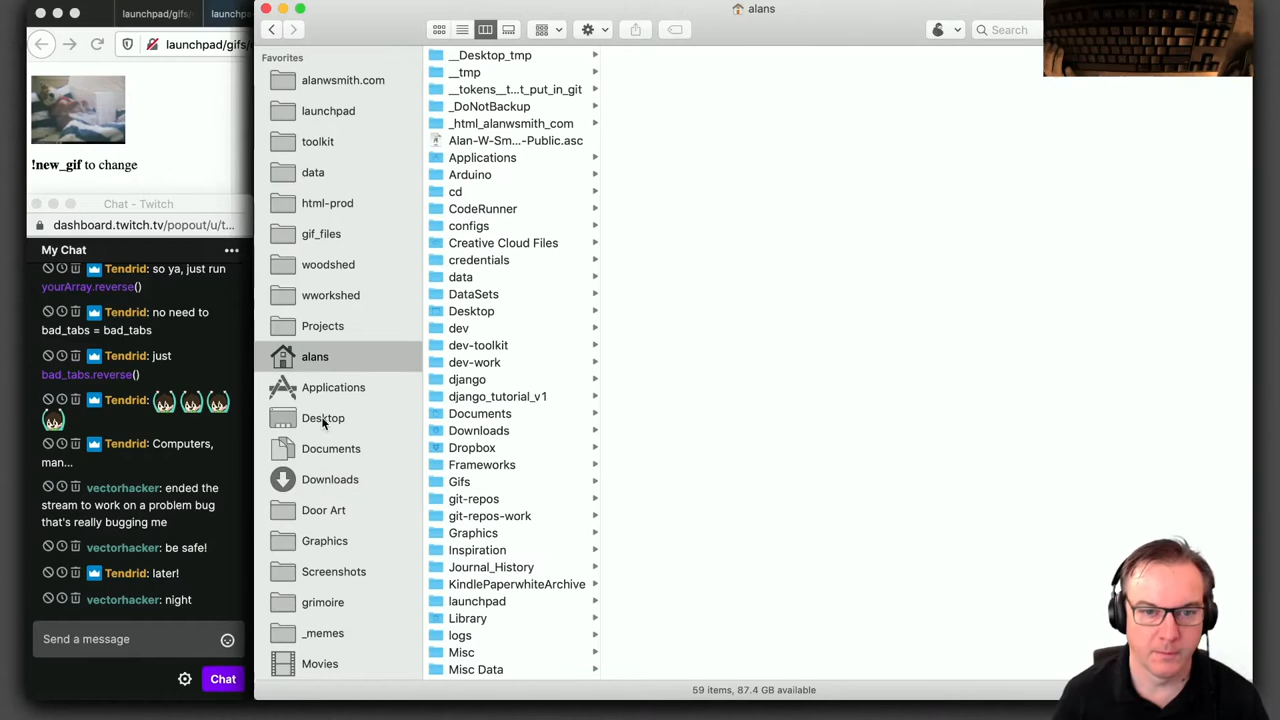 launchpad/gifs/
launchp
launchpad/gifs/
!new_gif to change
Chat - Twitch
dashboard.twitch.tv/popout/u/t...
My Chat
Tendrid: so ya, just run
yourArray.reverse()
Tendrid: no need to
bad_tabs = bad_tabs
Tendrid: just
bad_tabs.reverse()
Tendrid:
Tendrid: Computers,
man...
vectorhacker: ended the
stream to work on a problem bug
that's really bugging me
vectorhacker: be safe!
Tendrid: later!
vectorhacker: night
Send a message
Chat
alans
Search
Favorites
alanwsmith.com
launchpad
toolkit
data
html-prod
gif_files
woodshed
wworkshed
Projects
alans
Applications
Desktop
Documents
Downloads
Door Art
Graphics
Screenshots
grimoire
_memes
Movies
__Desktop_tmp
__tmp
__tokens__t...t_put_in_git
_DoNotBackup
_html_alanwsmith_com
Alan-W-Sm...-Public.asc
Applications
Arduino
cd
CodeRunner
configs
Creative Cloud Files
credentials
data
DataSets
Desktop
dev
dev-toolkit
dev-work
django
django_tutorial_v1
Documents
Downloads
Dropbox
Frameworks
Gifs
git-repos
git-repos-work
Graphics
Inspiration
Journal_History
KindlePaperwhiteArchive
launchpad
Library
logs
Misc
Misc Data
59 items, 87.4 GB available